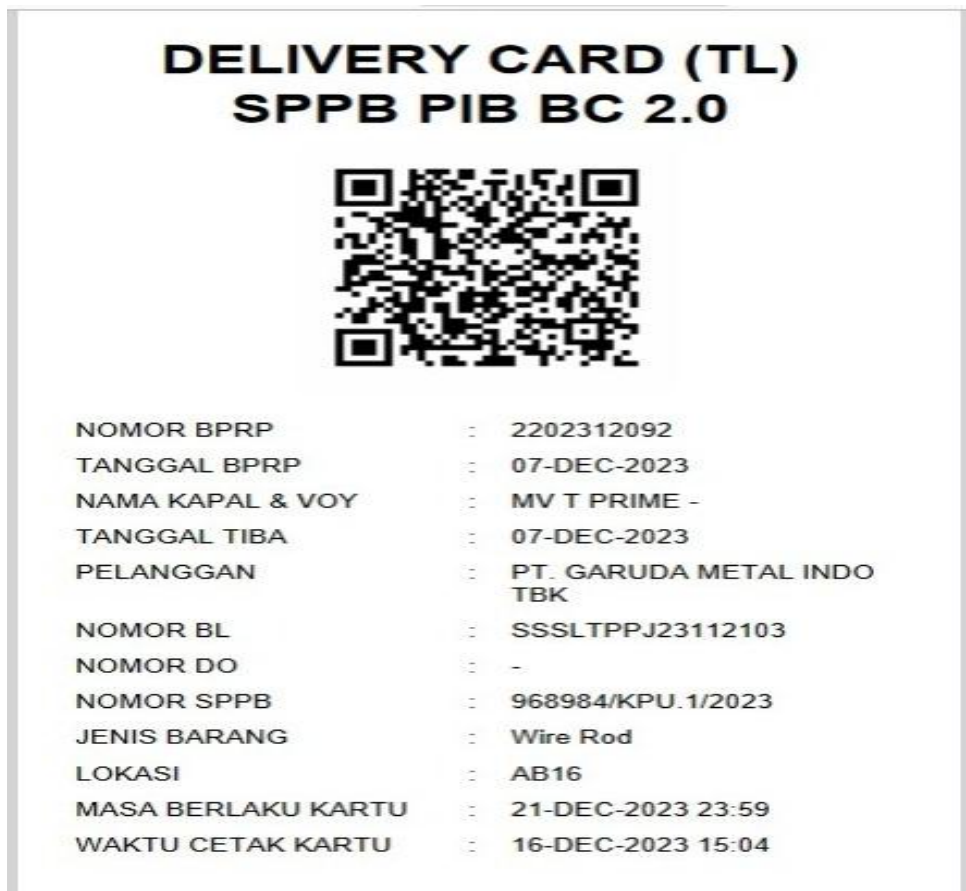 DELIVERY CARD (TL)
SPPB PIB BC 2.0
NOMOR BPRP : 2202312092
TANGGAL BPRP : 07-DEC-2023
NAMA KAPAL & VOY : MV T PRIME -
TANGGAL TIBA : 07-DEC-2023
PELANGGAN : PT. GARUDA METAL INDO
TBK
NOMOR BL : SSSLTPPJ23112103
NOMOR DO : -
NOMOR SPPB : 968984/KPU.1/2023
JENIS BARANG : Wire Rod
LOKASI : AB16
MASA BERLAKU KARTU : 21-DEC-2023 23:59
WAKTU CETAK KARTU : 16-DEC-2023 15:04